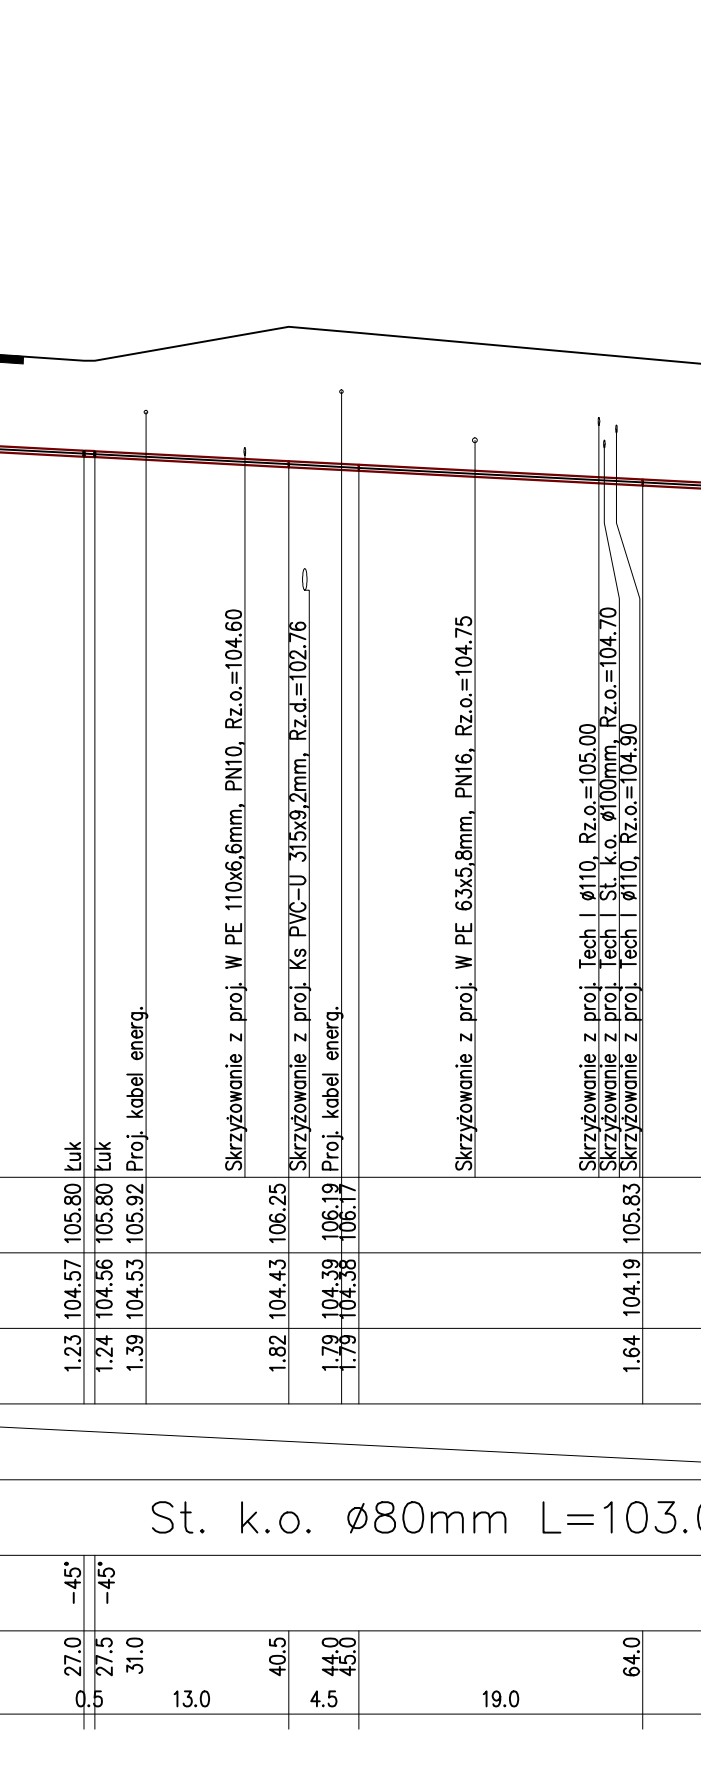 Łuk
Łuk
Proj. kabel energ.
Skrzyżowanie z proj. W PE 110x6,6mm, PN10, Rz.o.=104.60
Skrzyżowanie z proj. Ks PVC-U 315x9,2mm, Rz.d.=102.76
Proj. kabel energ.
Skrzyżowanie z proj. W PE 63x5,8mm, PN16, Rz.o.=104.75
Skrzyżowanie z proj. Tech | ø110, Rz.o.=105.00
Skrzyżowanie z proj. Tech | St. k.o. ø100mm, Rz.o.=104.70
Skrzyżowanie z proj. Tech | ø110, Rz.o.=104.90
105.80 105.80 105.92 106.25 106.19 106.17 105.83
104.57 104.56 104.53 104.43 104.39 104.38 104.19
1.23 1.24 1.39 1.82 1.79 1.79 1.64
St. k.o. ø80mm L=103.0
-45° -45°
27.0 27.5 31.0 40.5 44.0 45.0 64.0
0.5 13.0 4.5 19.0